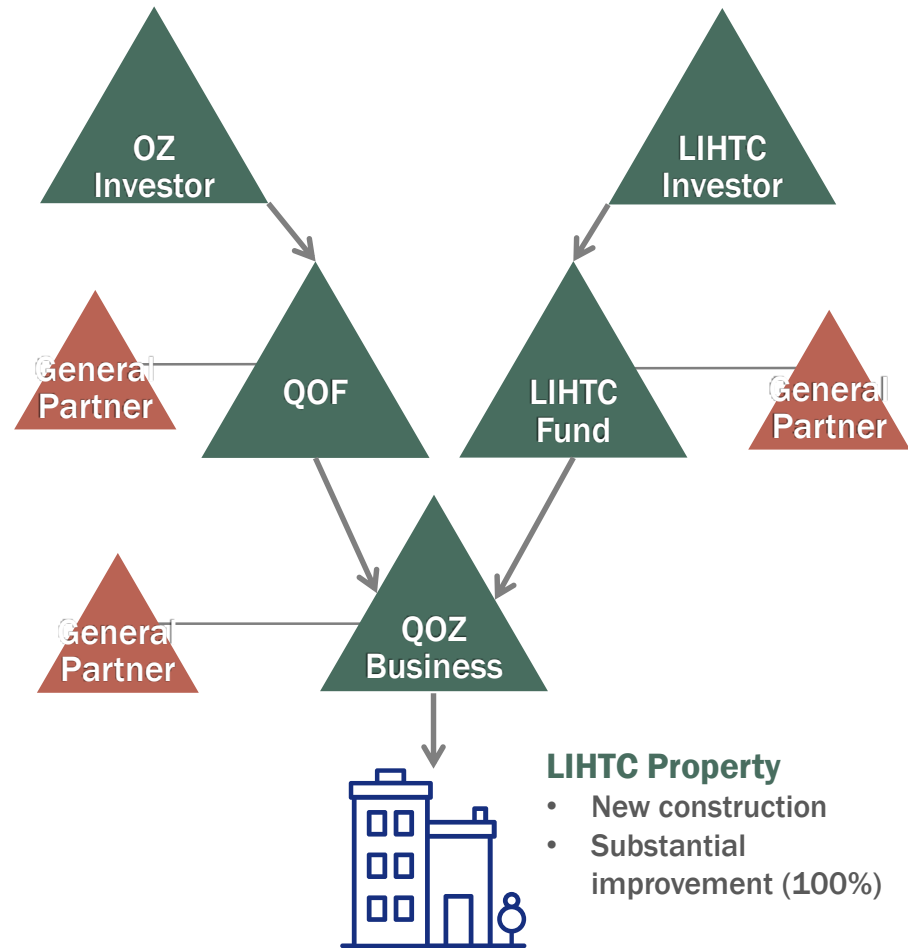 OZ
Investor
LIHTC
Investor
General
Partner
QOF
LIHTC
Fund
General
Partner
General
Partner
QOZ
Business
LIHTC Property
• New construction
• Substantial
improvement (100%)